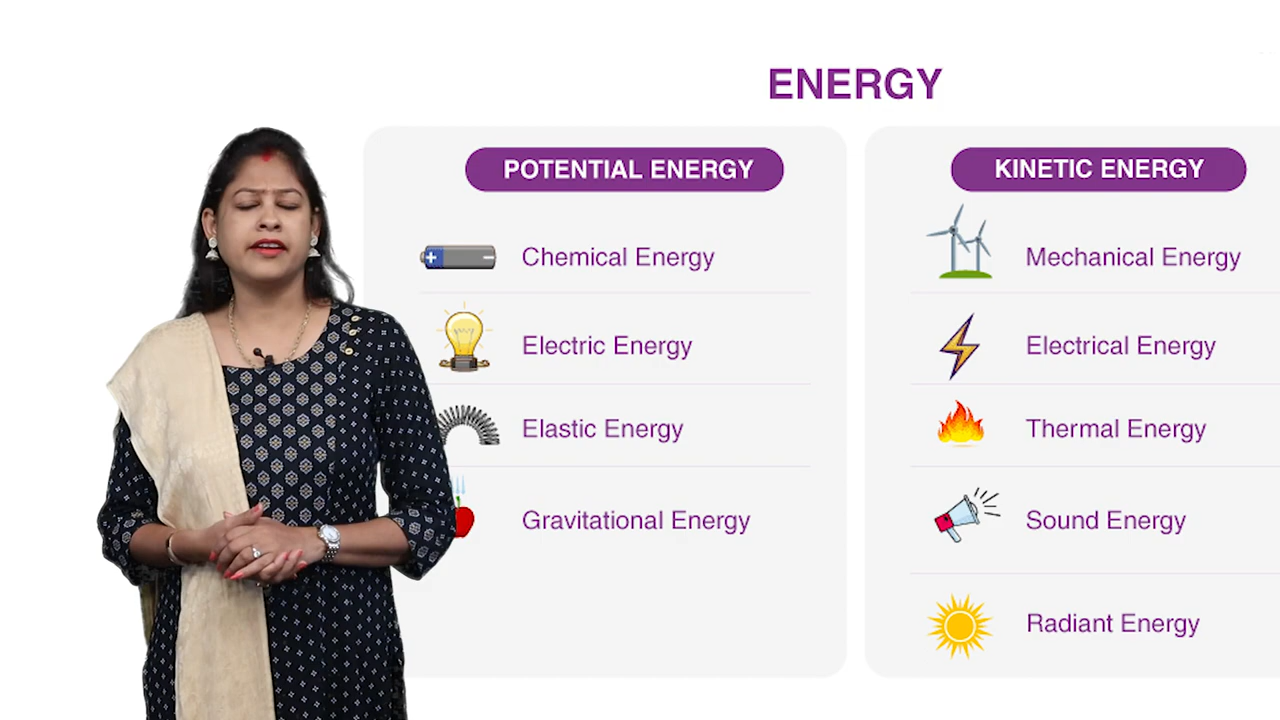 ENERGY
POTENTIAL ENERGY
Chemical Energy
Electric Energy
Elastic Energy
Gravitational Energy
KINETIC ENERGY
Mechanical Energy
Electrical Energy
Thermal Energy
Sound Energy
Radiant Energy